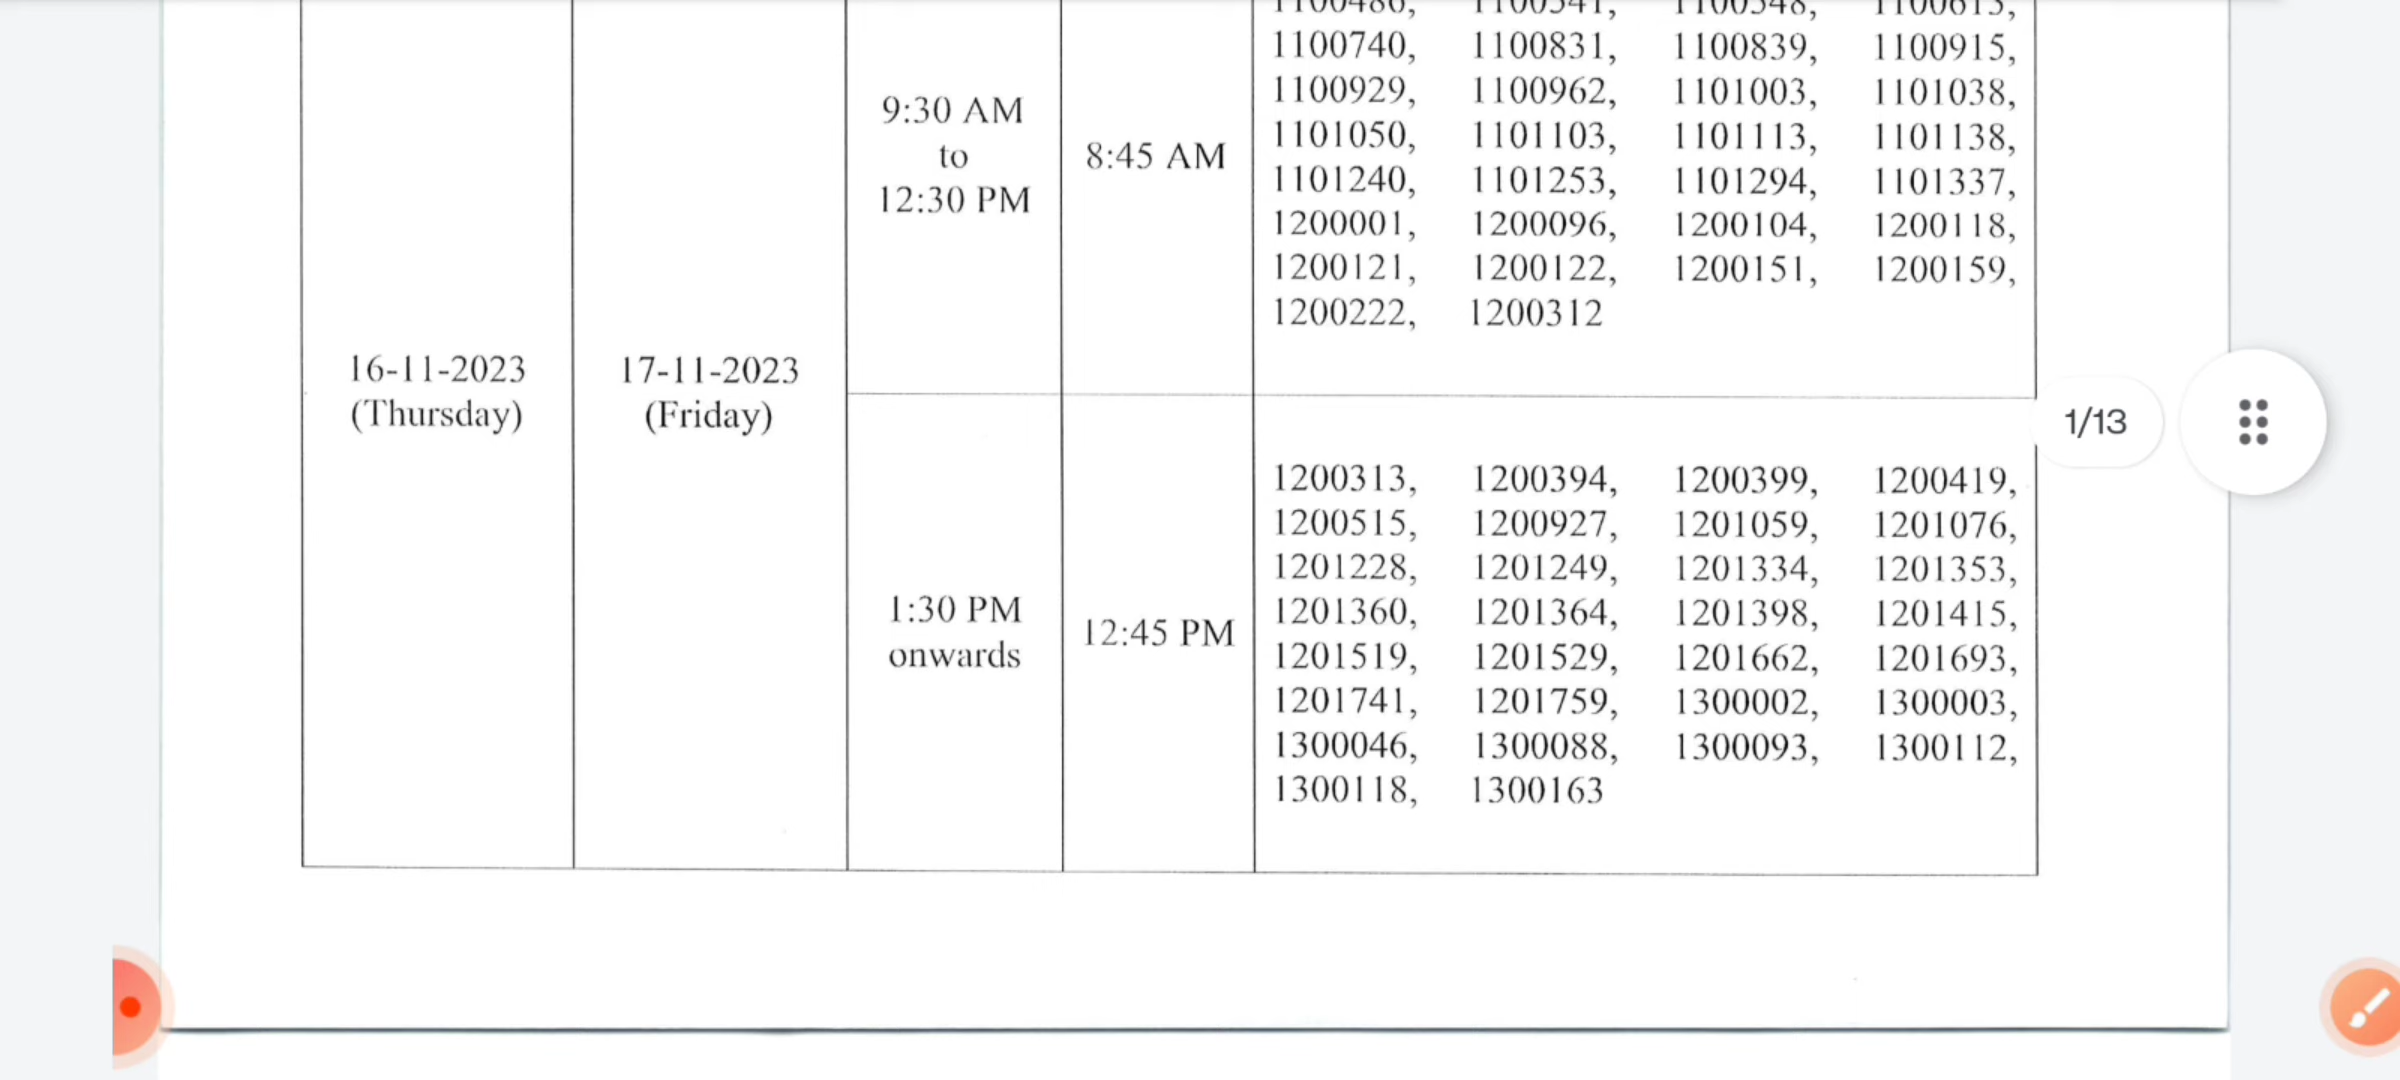 1100740, 1100831, 1100839, 1100915,
1100929, 1100962, 1101003, 1101038,
1101050, 1101103, 1101113, 1101138,
1101240, 1101253, 1101294, 1101337,
1200001, 1200096, 1200104, 1200118,
1200121, 1200122, 1200151, 1200159,
1200222, 1200312
9:30 AM
to
12:30 PM
8:45 AM
16-11-2023
(Thursday)
17-11-2023
(Friday)
1/13
1200313, 1200394, 1200399, 1200419,
1200515, 1200927, 1201059, 1201076,
1201228, 1201249, 1201334, 1201353,
1201360, 1201364, 1201398, 1201415,
1201519, 1201529, 1201662, 1201693,
1201741, 1201759, 1300002, 1300003,
1300046, 1300088, 1300093, 1300112,
1300118, 1300163
1:30 PM
onwards
12:45 PM